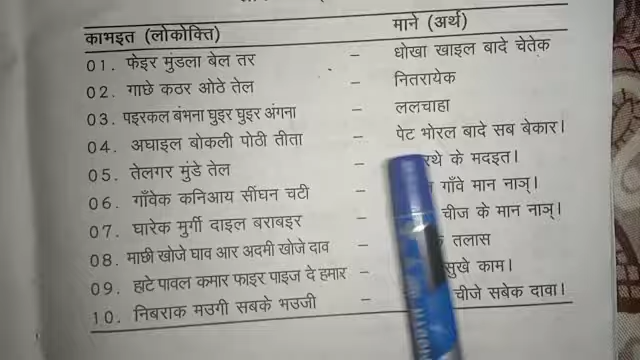 कामइत (लोकोक्ति) माने (अर्थ)
01. फेइर मुंडला बेल तर – धोखा खाइल बादे चेतेक
02. गाछे कठर ओठे तेल – नितरायेक
03. पइरकल बंमना घुइर घुइर अंगना – ललचाहा
04. अघाइल बोकली पोठी तीता – पेट भोरल बादे सब बेकार।
05. तेलगर मुंडे तेल – के मदइत।
06. गाँवेक कनिआय सींघन चटी – गाँवे मान नाञ्।
07. घारेक मुर्गी दाइल बराबइर – चीज के मान नाञ्।
08. माछी खोजे घाव आर अदमी खोजे दाव – तलास
09. हाटे पावल कमार फाइर पाइज दे हमार – सुखे काम।
10. निबराक मउगी सबके भउजी – चीजे सबेक दावा।